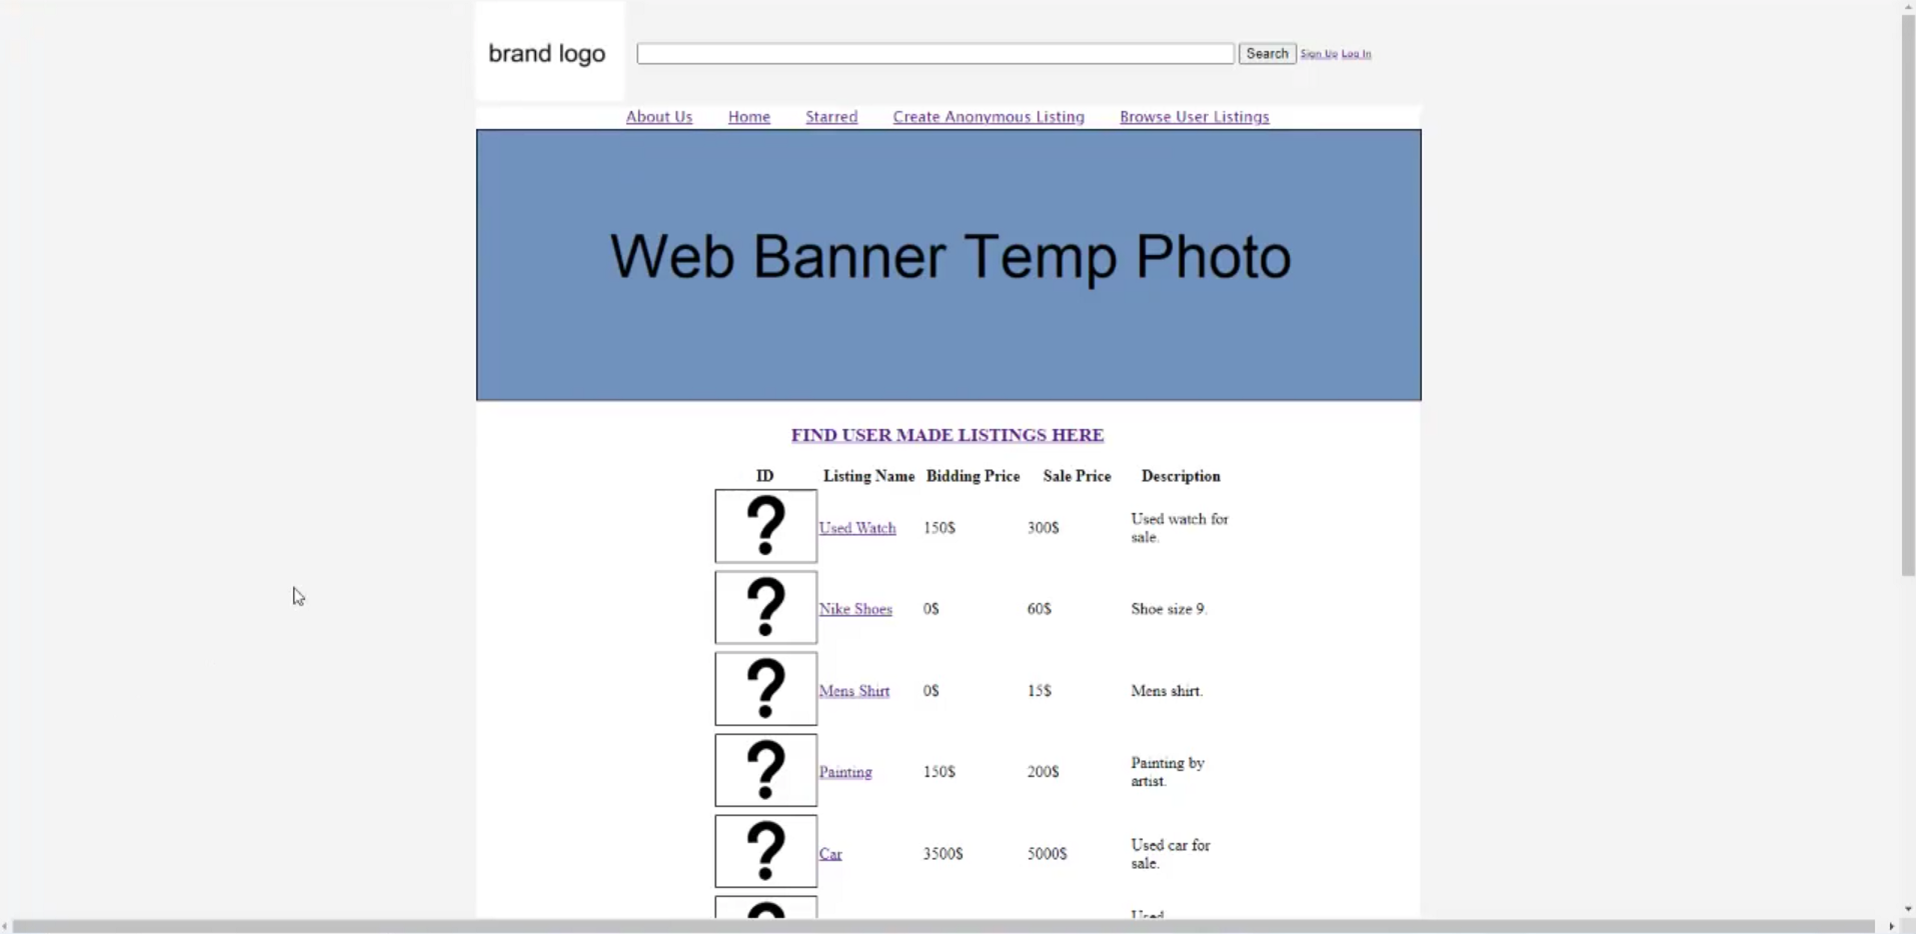 brand logo
Search Sign Up Log In
About Us Home Starred Create Anonymous Listing Browse User Listings
Web Banner Temp Photo
FIND USER MADE LISTINGS HERE
ID Listing Name Bidding Price Sale Price Description
? Used Watch 150$ 300$ Used watch for
sale.
? Nike Shoes 0$ 60$ Shoe size 9.
? Mens Shirt 0$ 15$ Mens shirt.
? Painting 150$ 200$ Painting by
artist.
? Car 3500$ 5000$ Used car for
sale.
? Used